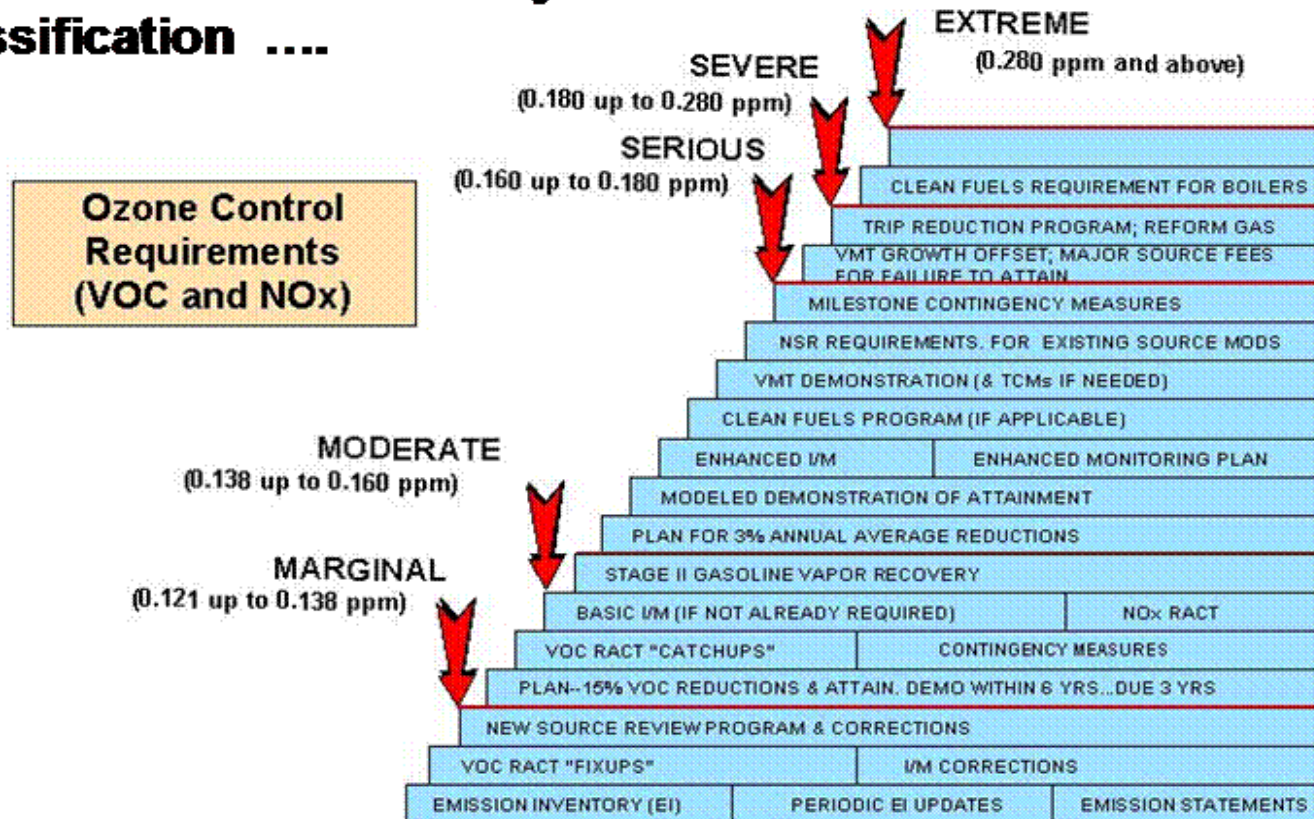 ssification ....
EXTREME
(0.280 ppm and above)
SEVERE
(0.180 up to 0.280 ppm)
SERIOUS
(0.160 up to 0.180 ppm)
Ozone Control
Requirements
(VOC and NOx)
MODERATE
(0.138 up to 0.160 ppm)
MARGINAL
(0.121 up to 0.138 ppm)
CLEAN FUELS REQUIREMENT FOR BOILERS
TRIP REDUCTION PROGRAM; REFORM GAS
VMT GROWTH OFFSET; MAJOR SOURCE FEES
FOR FAILURE TO ATTAIN
MILESTONE CONTINGENCY MEASURES
NSR REQUIREMENTS. FOR EXISTING SOURCE MODS
VMT DEMONSTRATION (& TCMs IF NEEDED)
CLEAN FUELS PROGRAM (IF APPLICABLE)
ENHANCED I/M ENHANCED MONITORING PLAN
MODELED DEMONSTRATION OF ATTAINMENT
PLAN FOR 3% ANNUAL AVERAGE REDUCTIONS
STAGE II GASOLINE VAPOR RECOVERY
BASIC I/M (IF NOT ALREADY REQUIRED) NOx RACT
VOC RACT "CATCHUPS" CONTINGENCY MEASURES
PLAN--15% VOC REDUCTIONS & ATTAIN. DEMO WITHIN 6 YRS...DUE 3 YRS
NEW SOURCE REVIEW PROGRAM & CORRECTIONS
VOC RACT "FIXUPS" I/M CORRECTIONS
EMISSION INVENTORY (EI) PERIODIC EI UPDATES EMISSION STATEMENTS